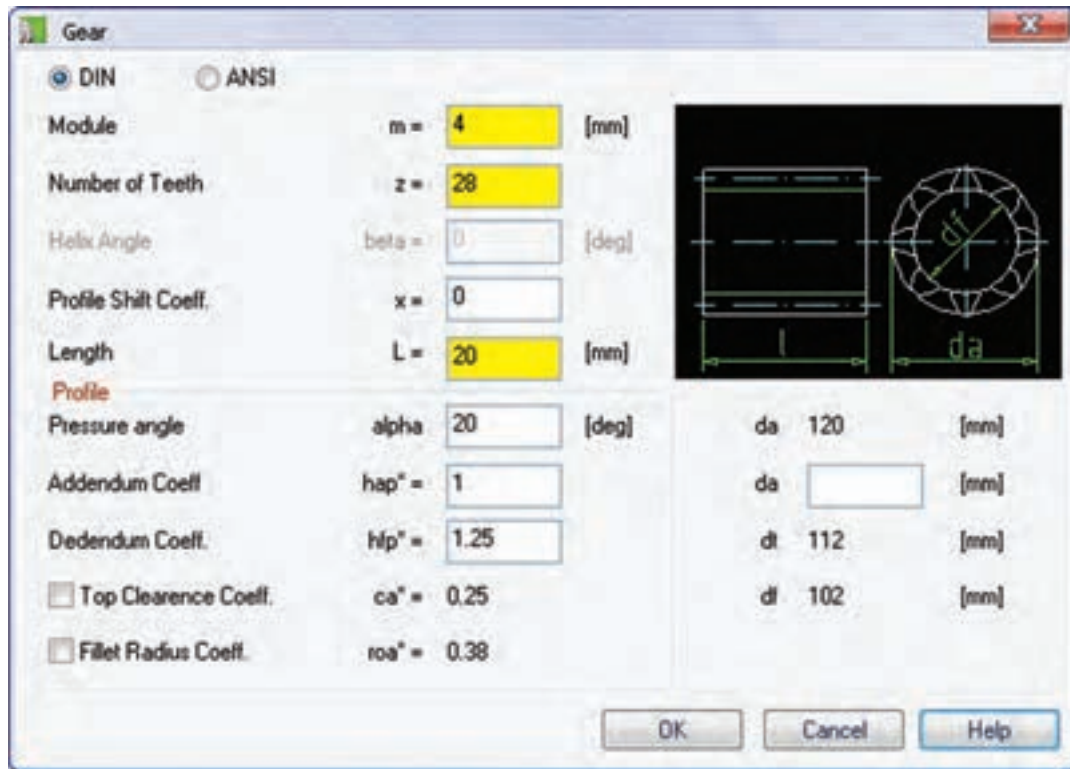 Gear
DIN ANSI
Module m = 4 [mm]
Number of Teeth z = 28
Helix Angle beta = 0 [deg]
Profile Shift Coeff. x = 0
Length L = 20 [mm]
df
l
da
Profile
Pressure angle alpha 20 [deg] da 120 [mm]
Addendum Coeff hap* = 1 da [mm]
Dedendum Coeff. hfp* = 1.25 dt 112 [mm]
Top Clearence Coeff. ca* = 0.25 df 102 [mm]
Fillet Radius Coeff. roa* = 0.38
OK Cancel Help